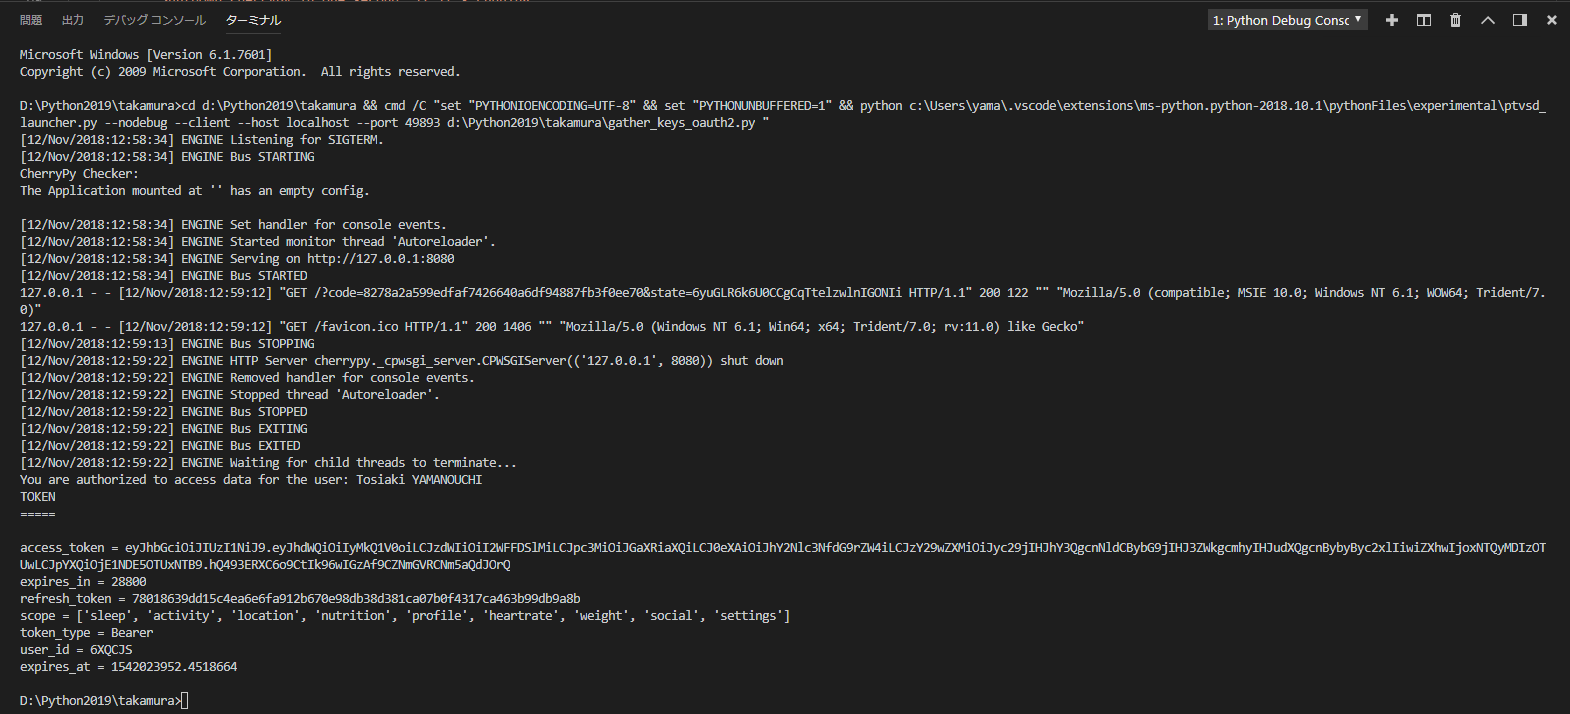 問題 出力 デバッグ コンソール ターミナル 1: Python Debug Consc
Microsoft Windows [Version 6.1.7601]
Copyright (c) 2009 Microsoft Corporation.  All rights reserved.
D:\Python2019\takamura>cd d:\Python2019\takamura && cmd /C "set "PYTHONIOENCODING=UTF-8" && set "PYTHONUNBUFFERED=1" && python c:\Users\yama\.vscode\extensions\ms-python.python-2018.10.1\pythonFiles\experimental\ptvsd_
launcher.py --nodebug --client --host localhost --port 49893 d:\Python2019\takamura\gather_keys_oauth2.py "
[12/Nov/2018:12:58:34] ENGINE Listening for SIGTERM.
[12/Nov/2018:12:58:34] ENGINE Bus STARTING
CherryPy Checker:
The Application mounted at '' has an empty config.
[12/Nov/2018:12:58:34] ENGINE Set handler for console events.
[12/Nov/2018:12:58:34] ENGINE Started monitor thread 'Autoreloader'.
[12/Nov/2018:12:58:34] ENGINE Serving on http://127.0.0.1:8080
[12/Nov/2018:12:58:34] ENGINE Bus STARTED
127.0.0.1 - - [12/Nov/2018:12:59:12] "GET /?code=8278a2a599edfaf7426640a6df94887fb3f0ee70&state=6yuGLR6k6U0CCgCqTtelzwlnIGONIi HTTP/1.1" 200 122 "" "Mozilla/5.0 (compatible; MSIE 10.0; Windows NT 6.1; WOW64; Trident/7.
0)"
127.0.0.1 - - [12/Nov/2018:12:59:12] "GET /favicon.ico HTTP/1.1" 200 1406 "" "Mozilla/5.0 (Windows NT 6.1; Win64; x64; Trident/7.0; rv:11.0) like Gecko"
[12/Nov/2018:12:59:13] ENGINE Bus STOPPING
[12/Nov/2018:12:59:22] ENGINE HTTP Server cherrypy._cpwsgi_server.CPWSGIServer(('127.0.0.1', 8080)) shut down
[12/Nov/2018:12:59:22] ENGINE Removed handler for console events.
[12/Nov/2018:12:59:22] ENGINE Stopped thread 'Autoreloader'.
[12/Nov/2018:12:59:22] ENGINE Bus STOPPED
[12/Nov/2018:12:59:22] ENGINE Bus EXITING
[12/Nov/2018:12:59:22] ENGINE Bus EXITED
[12/Nov/2018:12:59:22] ENGINE Waiting for child threads to terminate...
You are authorized to access data for the user: Tosiaki YAMANOUCHI
TOKEN
=====
access_token = eyJhbGciOiJIUzI1NiJ9.eyJhdWQiOiIyMkQ1V0oiLCJzdWIiOiI2WFFDSlMiLCJpc3MiOiJGaXRiaXQiLCJ0eXAiOiJhY2Nlc3NfdG9rZW4iLCJzY29wZXMiOiJyc29jIHJhY3QgcnNldCBybG9jIHJ3ZWkgcmhyIHJudXQgcnBybyByc2xlIiwiZXhwIjoxNTQyMDIzOT
UwLCJpYXQiOjE1NDE5OTUxNTB9.hQ493ERXC6o9CtIk96wIGzAf9CZNmGVRCNm5aQdJOrQ
expires_in = 28800
refresh_token = 78018639dd15c4ea6e6fa912b670e98db38d381ca07b0f4317ca463b99db9a8b
scope = ['sleep', 'activity', 'location', 'nutrition', 'profile', 'heartrate', 'weight', 'social', 'settings']
token_type = Bearer
user_id = 6XQCJS
expires_at = 1542023952.4518664
D:\Python2019\takamura>